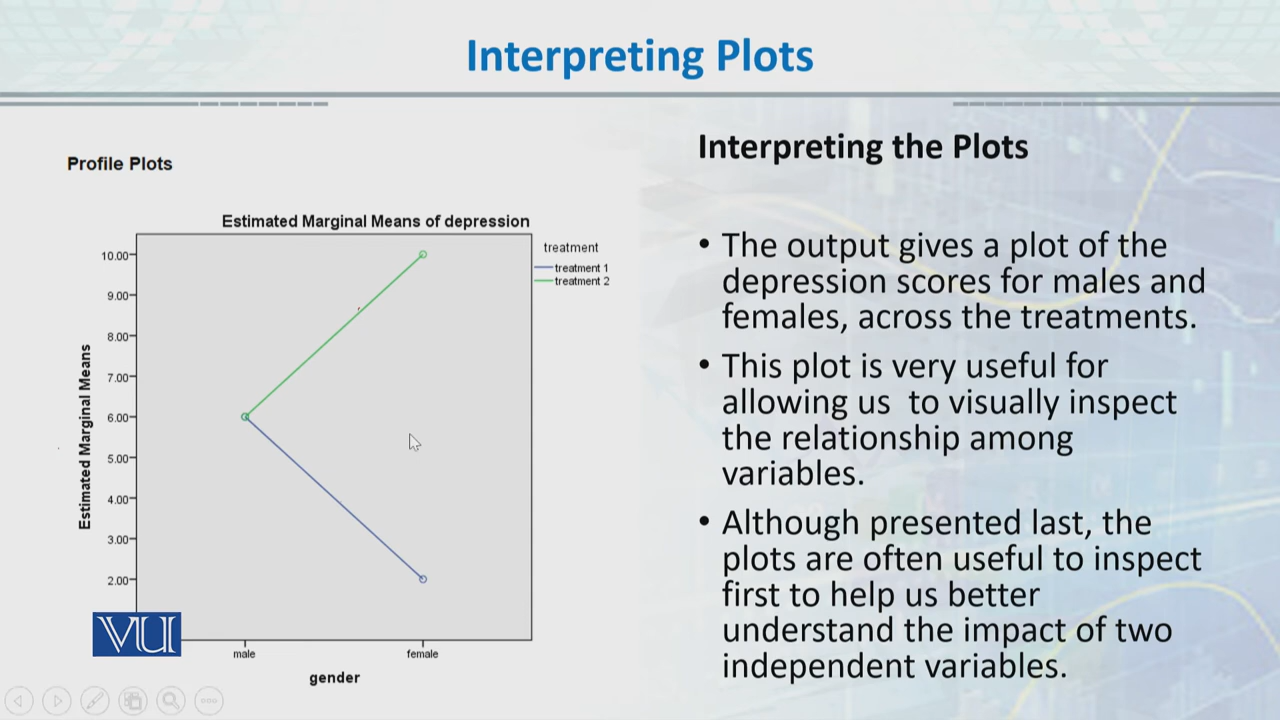 Interpreting Plots
Profile Plots
Estimated Marginal Means of depression
Estimated Marginal Means
10.00
9.00
8.00
7.00
6.00
5.00
4.00
3.00
2.00
male
female
gender
treatment
treatment 1
treatment 2
VU
Interpreting the Plots
• The output gives a plot of the
depression scores for males and
females, across the treatments.
• This plot is very useful for
allowing us to visually inspect
the relationship among
variables.
• Although presented last, the
plots are often useful to inspect
first to help us better
understand the impact of two
independent variables.